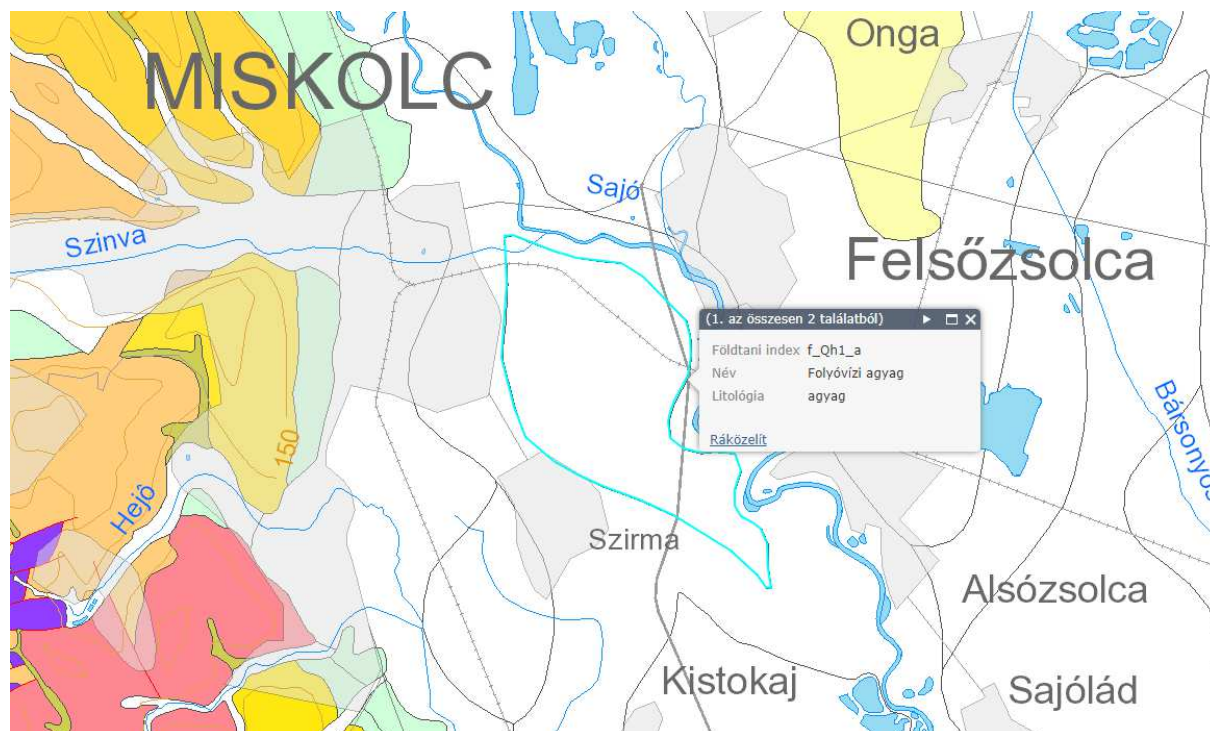 MISKOLC
Onga
Sajó
Szinva
Felsőzsolca
(1. az összesen 2 találatból)
Földtani index f_Qh1_a
Név Folyóvízi agyag
Litológia agyag
Ráközelít
Bársonyos
150
Hejô
Szirma
Alsózsolca
Kistokaj
Sajólád